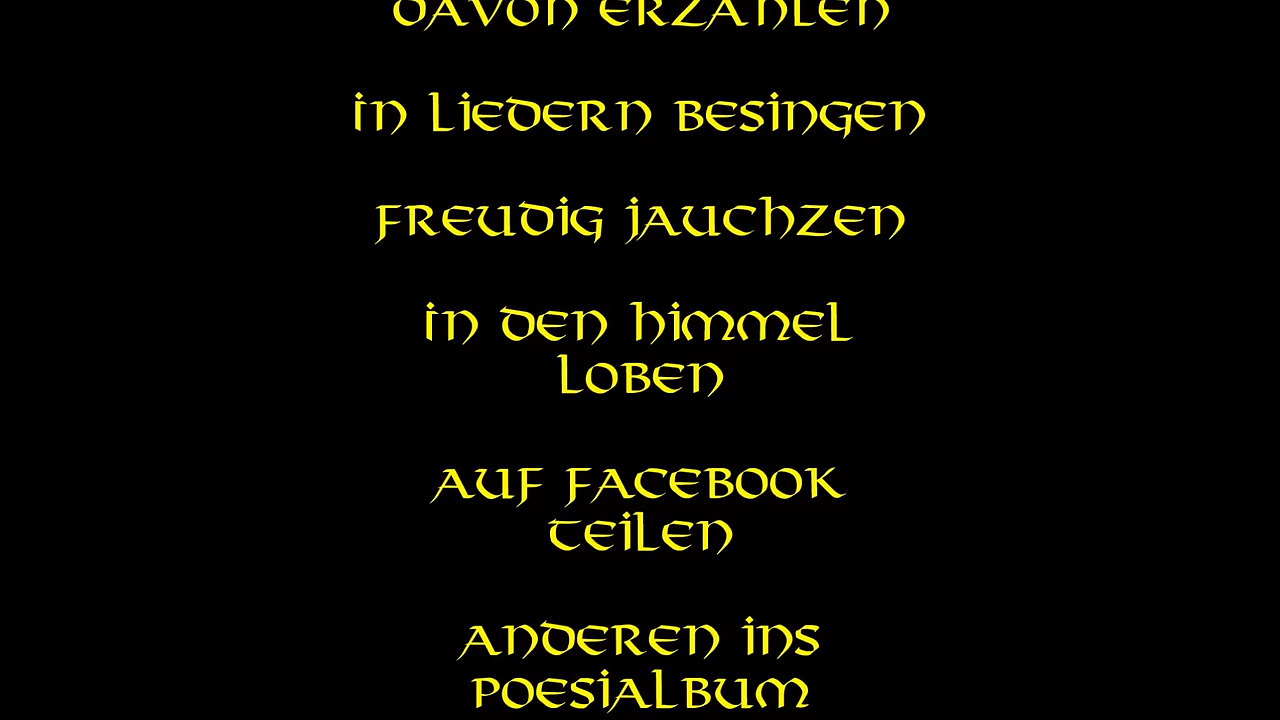 davon erzählen
in Liedern besingen
freudig jauchzen
in den Himmel
loben
auf Facebook
teilen
anderen ins
Poesialbum